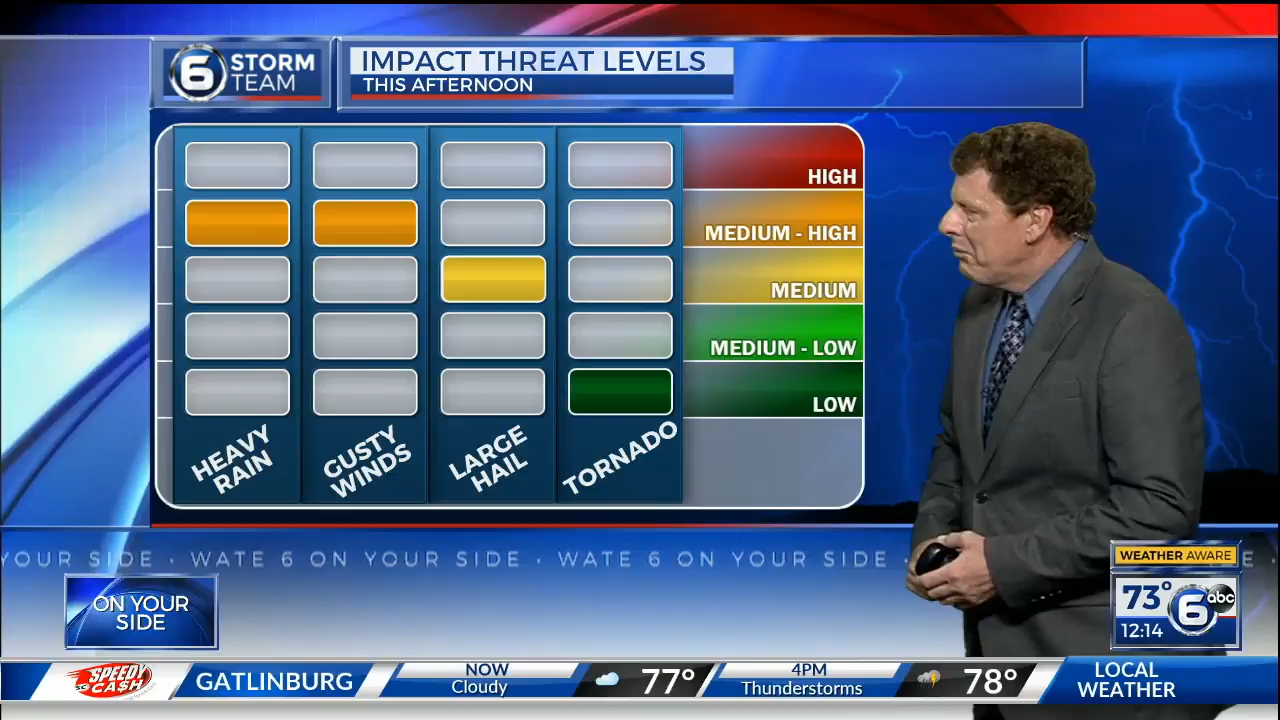 6 STORM
TEAM
IMPACT THREAT LEVELS
THIS AFTERNOON
HIGH
MEDIUM - HIGH
MEDIUM
MEDIUM - LOW
LOW
HEAVY
RAIN
GUSTY
WINDS
LARGE
HAIL
TORNADO
YOUR SIDE · WATE 6 ON YOUR SIDE · WATE 6 ON YOUR SIDE · E
ON YOUR
SIDE
WEATHER AWARE
73°
6 abc
12:14
SPEEDY
CASH
GATLINBURG
NOW
Cloudy
77°
4PM
Thunderstorms
78°
LOCAL
WEATHER